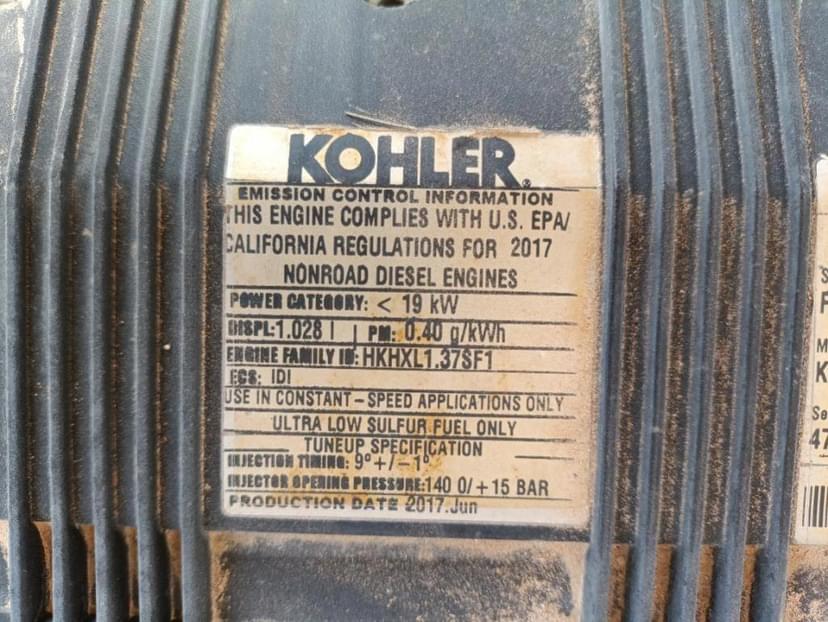 KOHLER®
EMISSION CONTROL INFORMATION
THIS ENGINE COMPLIES WITH U.S. EPA/
CALIFORNIA REGULATIONS FOR 2017
NONROAD DIESEL ENGINES
POWER CATEGORY: < 19 kW
DISPL:1.028 l PM: 0.40 g/kWh
ENGINE FAMILY ID: HKHXL1.37SF1
ECS: IDI
USE IN CONSTANT-SPEED APPLICATIONS ONLY
ULTRA LOW SULFUR FUEL ONLY
TUNEUP SPECIFICATION
INJECTION TIMING: 9°+/-1°
INJECTOR OPENING PRESSURE:140 0/+15 BAR
PRODUCTION DATE 2017.Jun
47